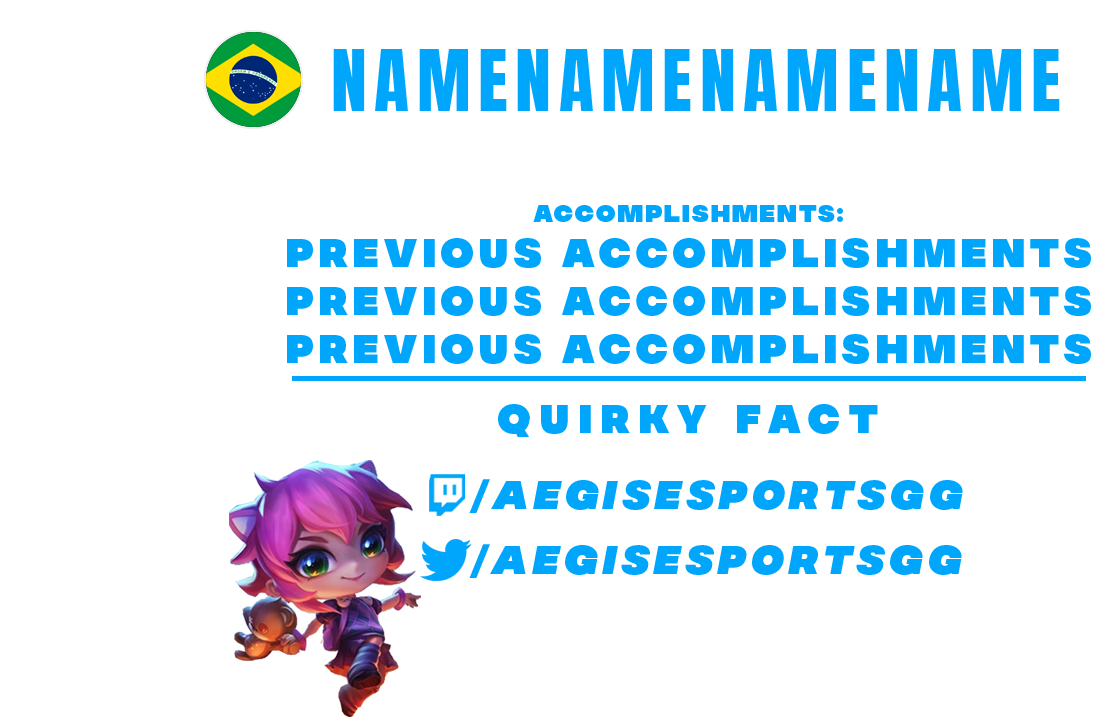 NAMENAMENAMENAME
ACCOMPLISHMENTS:
PREVIOUS ACCOMPLISHMENTS
PREVIOUS ACCOMPLISHMENTS
PREVIOUS ACCOMPLISHMENTS
QUIRKY FACT
/AEGISESPORTSGG
/AEGISESPORTSGG